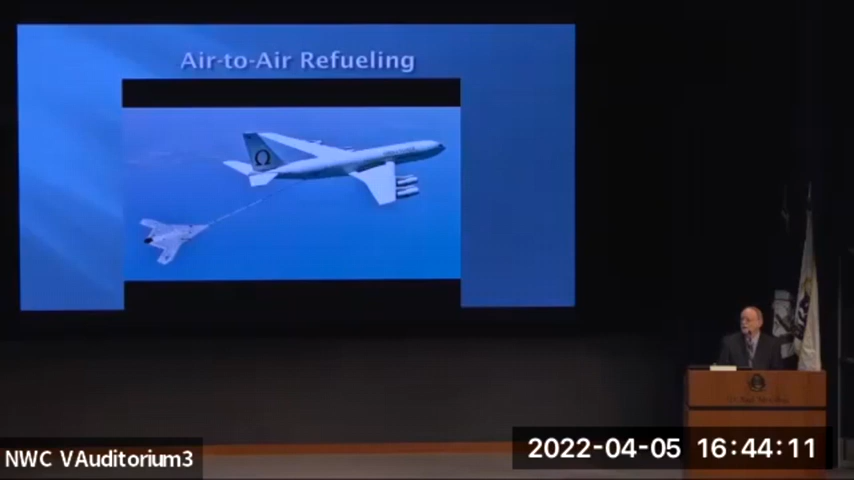 Air-to-Air Refueling
Ω
NWC VAuditorium3
2022-04-05 16:44:11